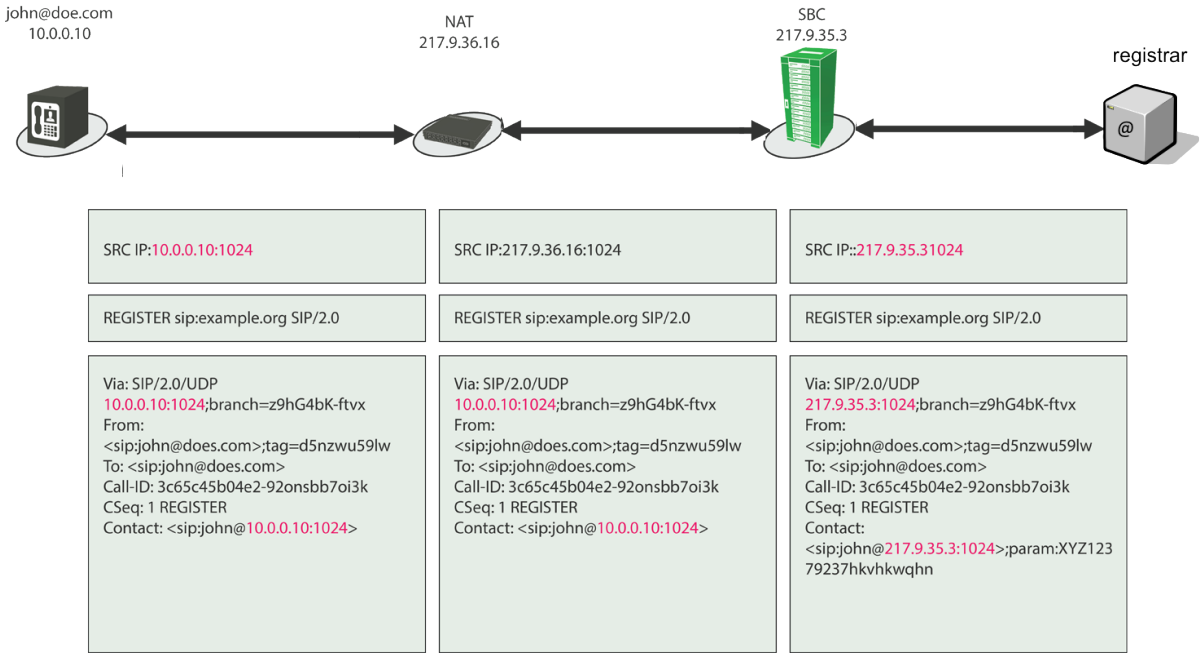 john@doe.com
10.0.0.10
NAT
217.9.36.16
SBC
217.9.35.3
registrar
@
SRC IP:10.0.0.10:1024
REGISTER sip:example.org SIP/2.0
Via: SIP/2.0/UDP
10.0.0.10:1024;branch=z9hG4bK-ftvx
From:
<sip:john@does.com>;tag=d5nzwu59lw
To: <sip:john@does.com>
Call-ID: 3c65c45b04e2-92onsbb7oi3k
CSeq: 1 REGISTER
Contact: <sip:john@10.0.0.10:1024>
SRC IP:217.9.36.16:1024
REGISTER sip:example.org SIP/2.0
Via: SIP/2.0/UDP
10.0.0.10:1024;branch=z9hG4bK-ftvx
From:
<sip:john@does.com>;tag=d5nzwu59lw
To: <sip:john@does.com>
Call-ID: 3c65c45b04e2-92onsbb7oi3k
CSeq: 1 REGISTER
Contact: <sip:john@10.0.0.10:1024>
SRC IP::217.9.35.31024
REGISTER sip:example.org SIP/2.0
Via: SIP/2.0/UDP
217.9.35.3:1024;branch=z9hG4bK-ftvx
From:
<sip:john@does.com>;tag=d5nzwu59lw
To: <sip:john@does.com>
Call-ID: 3c65c45b04e2-92onsbb7oi3k
CSeq: 1 REGISTER
Contact:
<sip:john@217.9.35.3:1024>;param:XYZ123
79237hkvhkwqhn